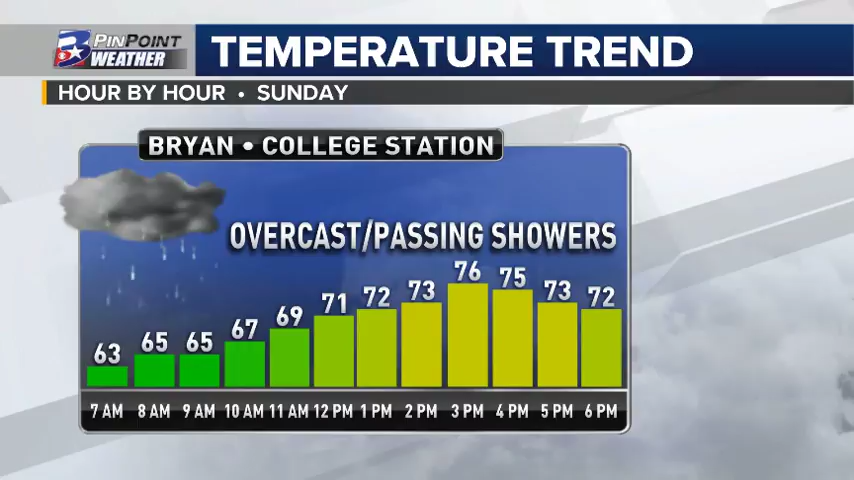 PINPOINT
WEATHER
TEMPERATURE TREND
HOUR BY HOUR • SUNDAY
BRYAN • COLLEGE STATION
OVERCAST/PASSING SHOWERS
63 65 65 67 69 71 72 73 76 75 73 72
7 AM 8 AM 9 AM 10 AM 11 AM 12 PM 1 PM 2 PM 3 PM 4 PM 5 PM 6 PM